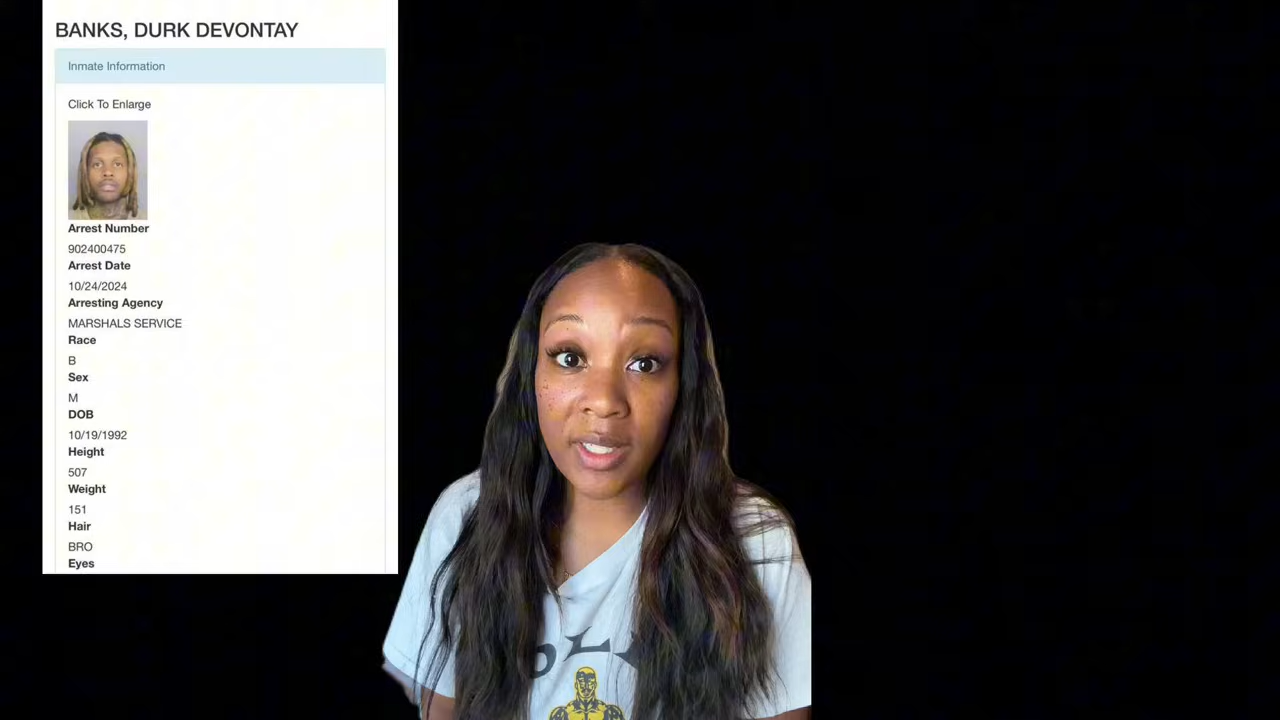 BANKS, DURK DEVONTAY
Inmate Information
Click To Enlarge
Arrest Number
902400475
Arrest Date
10/24/2024
Arresting Agency
MARSHALS SERVICE
Race
B
Sex
M
DOB
10/19/1992
Height
507
Weight
151
Hair
BRO
Eyes